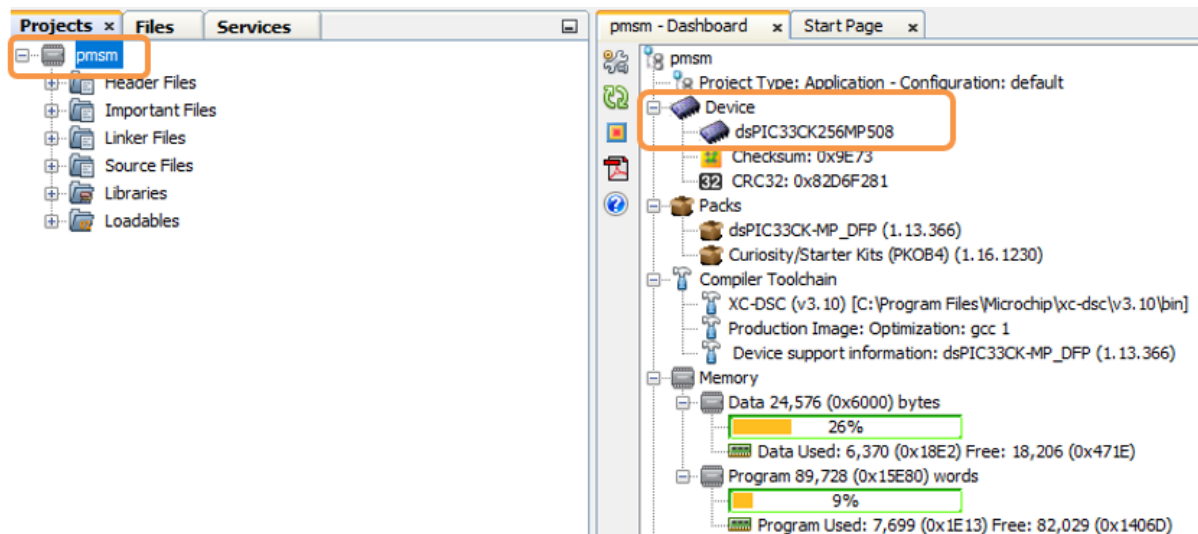 Projects x Files Services
pmsm
Header Files
Important Files
Linker Files
Source Files
Libraries
Loadables
pmsm - Dashboard x Start Page x
pmsm
Project Type: Application - Configuration: default
Device
dsPIC33CK256MP508
Checksum: 0x9E73
32 CRC32: 0x82D6F281
Packs
dsPIC33CK-MP_DFP (1.13.366)
Curiosity/Starter Kits (PKOB4) (1.16.1230)
Compiler Toolchain
XC-DSC (v3.10) [C:\Program Files\Microchip\xc-dsc\v3.10\bin]
Production Image: Optimization: gcc 1
Device support information: dsPIC33CK-MP_DFP (1.13.366)
Memory
Data 24,576 (0x6000) bytes
26%
Data Used: 6,370 (0x18E2) Free: 18,206 (0x471E)
Program 89,728 (0x15E80) words
9%
Program Used: 7,699 (0x1E13) Free: 82,029 (0x1406D)